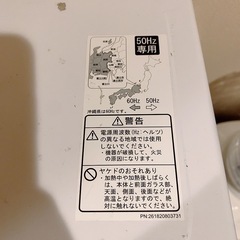 50Hz
専用
60Hz 50Hz
沖縄県は60Hzです。
⚠警告
・電源周波数(Hz:ヘルツ)
の異なる地域では使用
しないでください。
・機器が破損して、火災
の原因になります。
ヤケドのおそれあり
・加熱中や加熱後しばらく
は、本体と前面ガラス部、
天面、側面、後面などが
高温となりますので、絶
対に触れないでください。
PN:261820803731